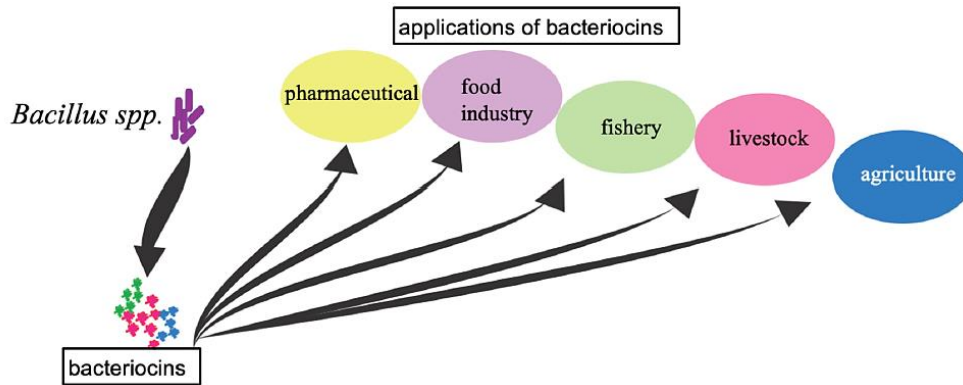 applications of bacteriocins
Bacillus spp.
pharmaceutical
food
industry
fishery
livestock
agriculture
bacteriocins